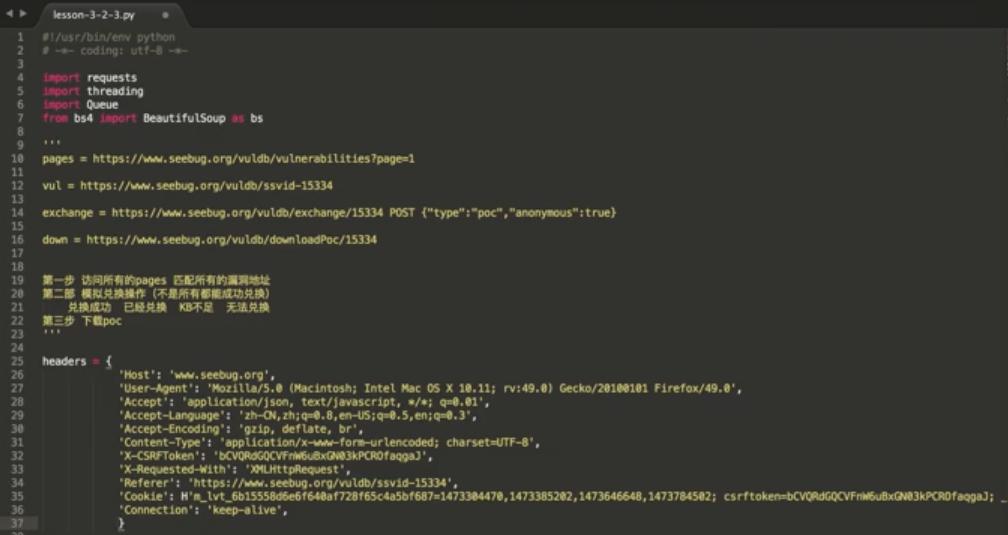 lesson-3-2-3.py
1 #!/usr/bin/env python
2 # -*- coding: utf-8 -*-
3
4 import requests
5 import threading
6 import Queue
7 from bs4 import BeautifulSoup as bs
8
9 '''
10 pages = https://www.seebug.org/vuldb/vulnerabilities?page=1
11
12 vul = https://www.seebug.org/vuldb/ssvid-15334
13
14 exchange = https://www.seebug.org/vuldb/exchange/15334 POST {"type":"poc","anonymous":true}
15
16 down = https://www.seebug.org/vuldb/downloadPoc/15334
17
18
19 第一步 访问所有的pages 匹配所有的漏洞地址
20 第二部 模拟兑换操作（不是所有都能成功兑换）
21 兑换成功 已经兑换 KB不足 无法兑换
22 第三步 下载poc
23 '''
24
25 headers = {
26 'Host': 'www.seebug.org',
27 'User-Agent': 'Mozilla/5.0 (Macintosh; Intel Mac OS X 10.11; rv:49.0) Gecko/20100101 Firefox/49.0',
28 'Accept': 'application/json, text/javascript, */*; q=0.01',
29 'Accept-Language': 'zh-CN,zh;q=0.8,en-US;q=0.5,en;q=0.3',
30 'Accept-Encoding': 'gzip, deflate, br',
31 'Content-Type': 'application/x-www-form-urlencoded; charset=UTF-8',
32 'X-CSRFToken': 'bCVQRdGQCVFnW6uBxGN03kPCROfaqgaJ',
33 'X-Requested-With': 'XMLHttpRequest',
34 'Referer': 'https://www.seebug.org/vuldb/ssvid-15334',
35 'Cookie': H'm_lvt_6b15558d6e6f640af728f65c4a5bf687=1473304470,1473385202,1473646648,1473784502; csrftoken=bCVQRdGQCVFnW6uBxGN03kPCROfaqgaJ; _
36 'Connection': 'keep-alive',
37 }